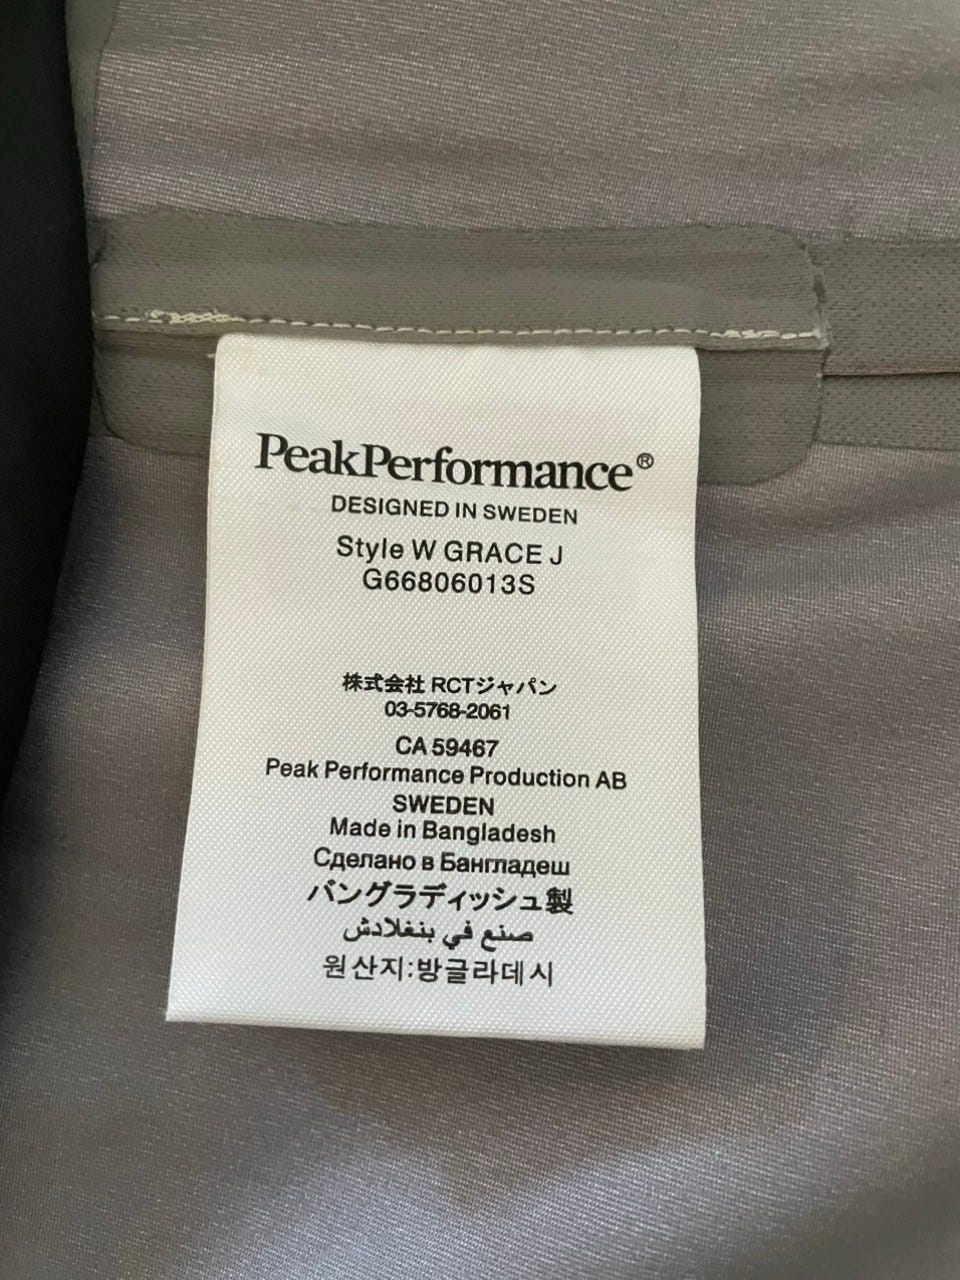 PeakPerformance®
DESIGNED IN SWEDEN
Style W GRACE J
G66806013S
株式会社 RCTジャパン
03-5768-2061
CA 59467
Peak Performance Production AB
SWEDEN
Made in Bangladesh
Сделано в Бангладеш
バングラディッシュ製
صنع في بنغلادش
원산지:방글라데시